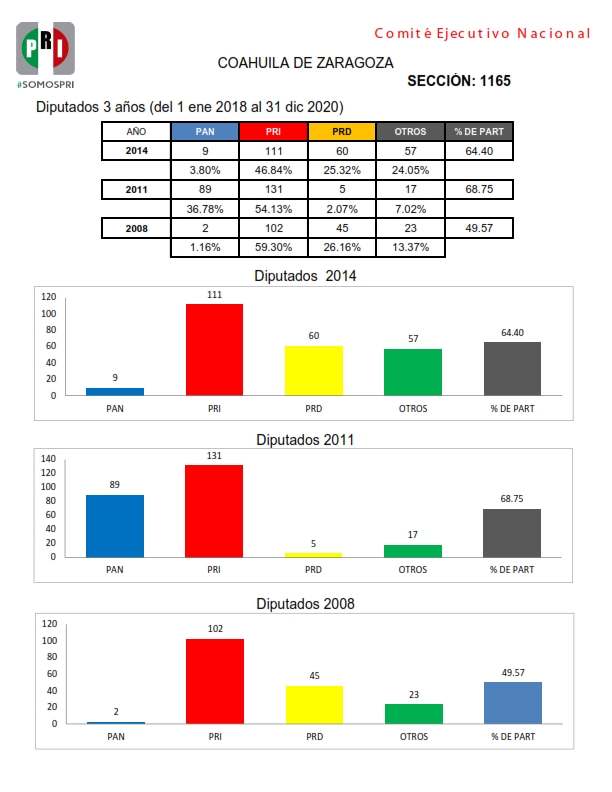 Comité Ejecutivo Nacional
PRI
#SOMOSPRI
COAHUILA DE ZARAGOZA
SECCIÓN: 1165
Diputados 3 años (del 1 ene 2018 al 31 dic 2020)
AÑO PAN PRI PRD OTROS % DE PART
2014 9 111 60 57 64.40
3.80% 46.84% 25.32% 24.05%
2011 89 131 5 17 68.75
36.78% 54.13% 2.07% 7.02%
2008 2 102 45 23 49.57
1.16% 59.30% 26.16% 13.37%
Diputados 2014
120
100
80
60
40
20
0
9 111 60 57 64.40
PAN PRI PRD OTROS % DE PART
Diputados 2011
140
120
100
80
60
40
20
0
89 131 5 17 68.75
PAN PRI PRD OTROS % DE PART
Diputados 2008
120
100
80
60
40
20
0
2 102 45 23 49.57
PAN PRI PRD OTROS % DE PART